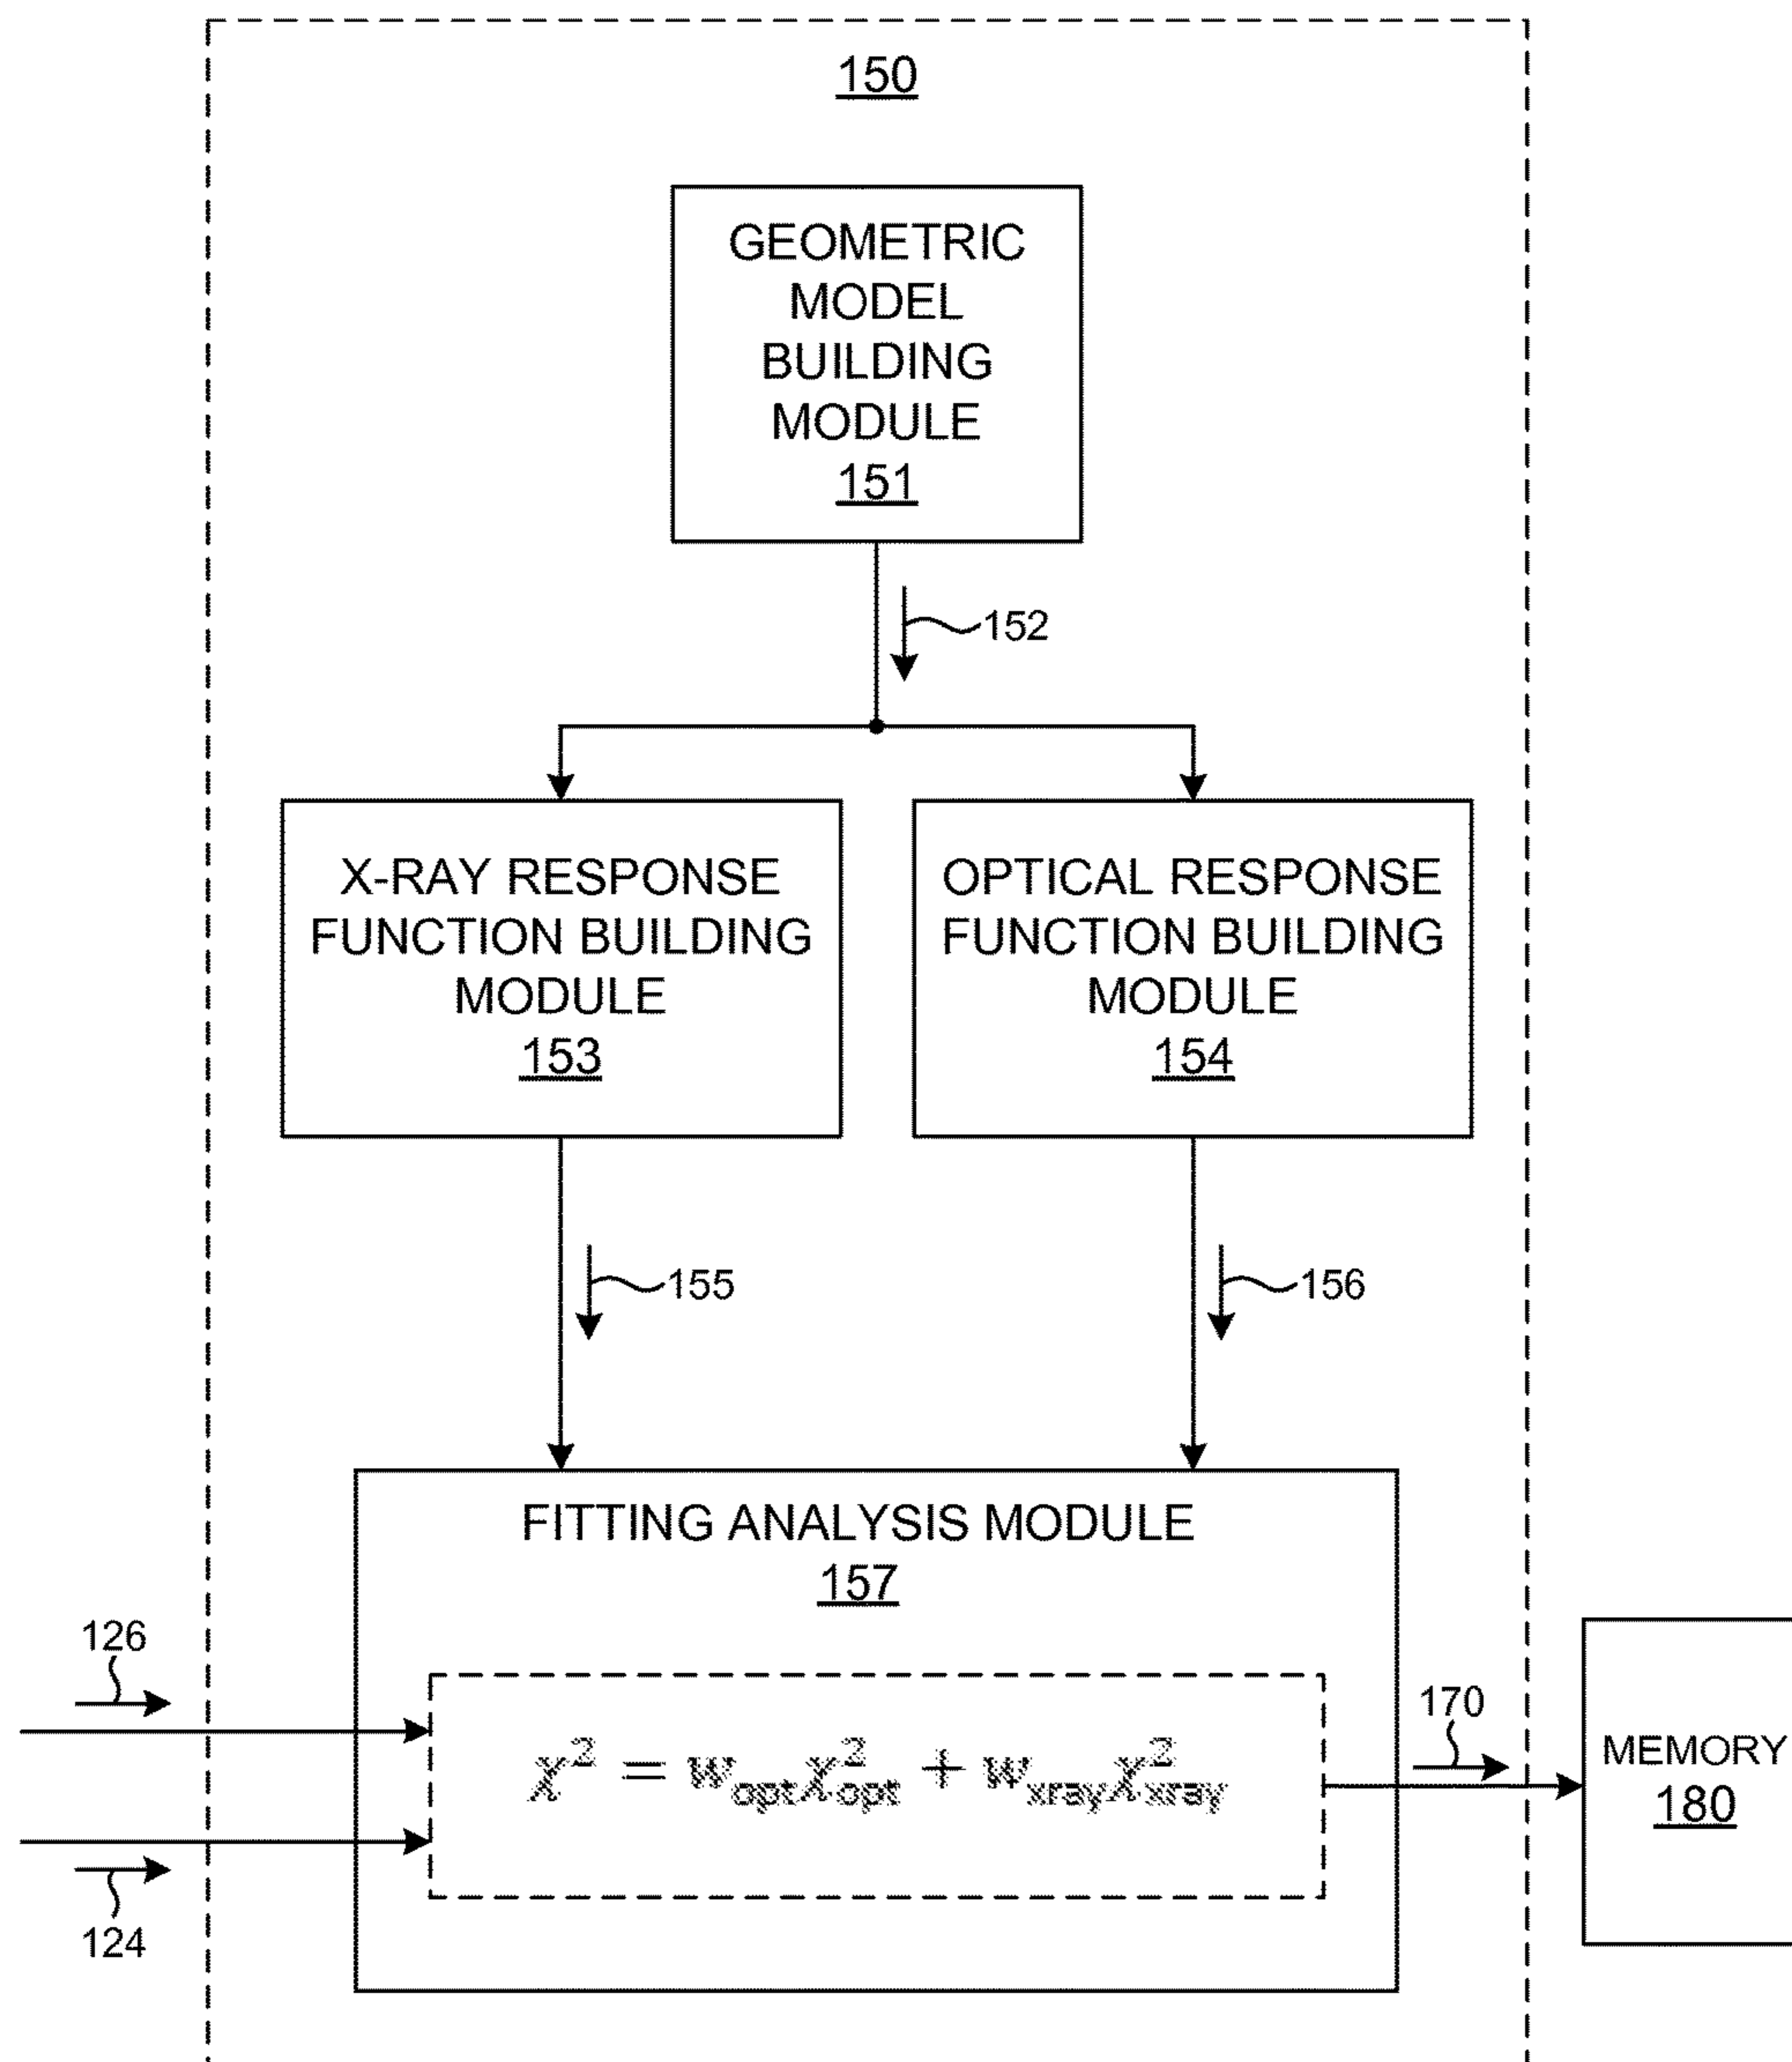 150
GEOMETRIC
MODEL
BUILDING
MODULE
151
152
X-RAY RESPONSE
FUNCTION BUILDING
MODULE
153
OPTICAL RESPONSE
FUNCTION BUILDING
MODULE
154
155
156
FITTING ANALYSIS MODULE
157
126
χ² = w_opt χ²_opt + w_xray χ²_xray
124
170
MEMORY
180